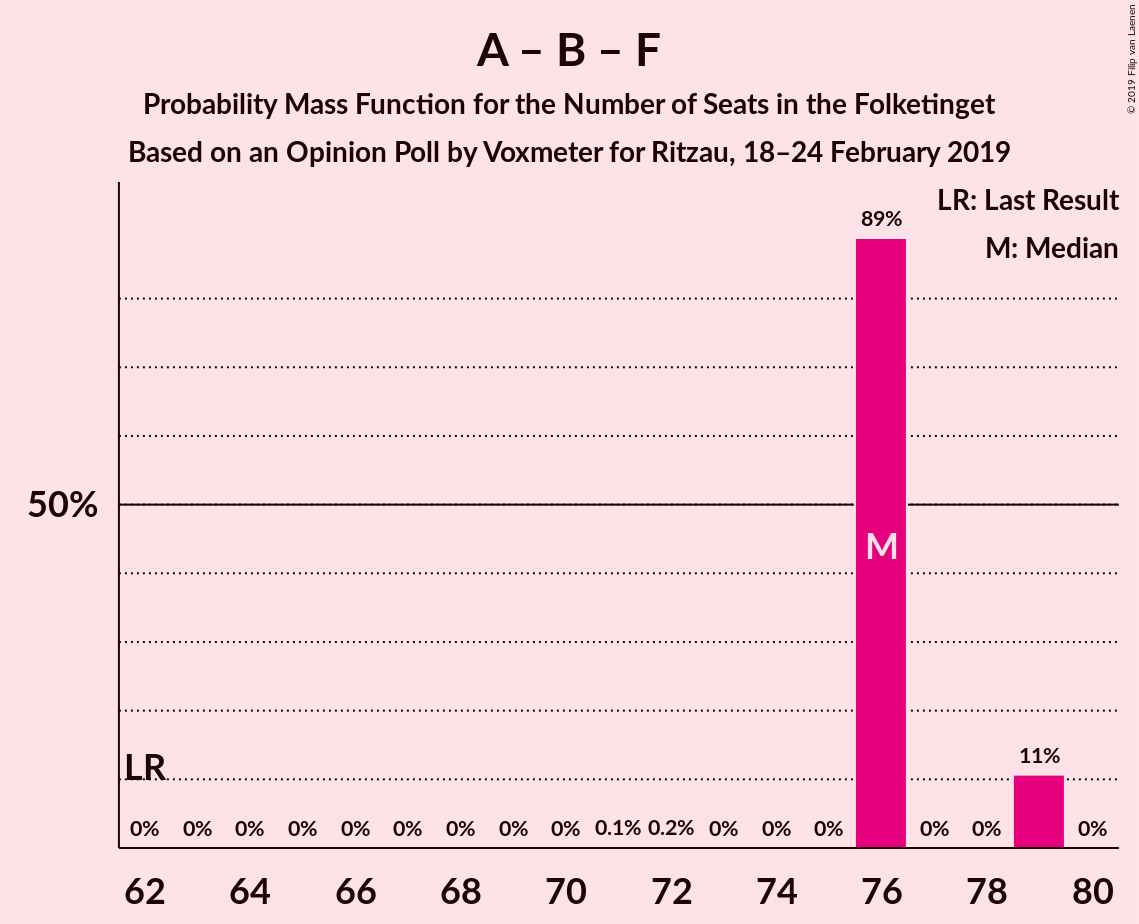 A – B – F
Probability Mass Function for the Number of Seats in the Folketinget
Based on an Opinion Poll by Voxmeter for Ritzau, 18–24 February 2019
© 2019 Filip van Laenen
LR: Last Result
M: Median
89%
50%
M
LR
11%
0% 0% 0% 0% 0% 0% 0% 0% 0% 0.1% 0.2% 0% 0% 0% 0% 0% 0%
62 64 66 68 70 72 74 76 78 80